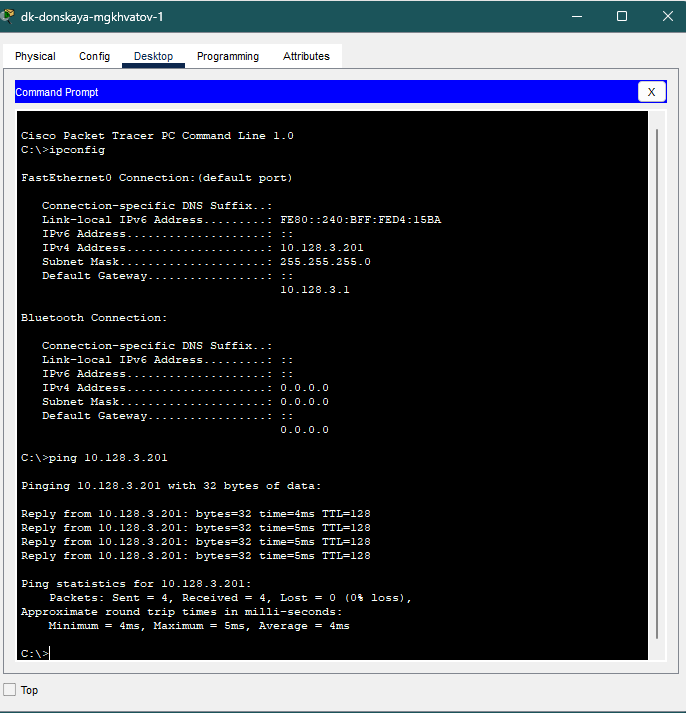 dk-donskaya-mgkhvatov-1
Physical Config Desktop Programming Attributes
Command Prompt X
Cisco Packet Tracer PC Command Line 1.0
C:\>ipconfig
FastEthernet0 Connection:(default port)
Connection-specific DNS Suffix..:
Link-local IPv6 Address.........: FE80::240:BFF:FED4:15BA
IPv6 Address....................: ::
IPv4 Address....................: 10.128.3.201
Subnet Mask.....................: 255.255.255.0
Default Gateway.................: ::
10.128.3.1
Bluetooth Connection:
Connection-specific DNS Suffix..:
Link-local IPv6 Address.........: ::
IPv6 Address....................: ::
IPv4 Address....................: 0.0.0.0
Subnet Mask.....................: 0.0.0.0
Default Gateway.................: ::
0.0.0.0
C:\>ping 10.128.3.201
Pinging 10.128.3.201 with 32 bytes of data:
Reply from 10.128.3.201: bytes=32 time=4ms TTL=128
Reply from 10.128.3.201: bytes=32 time=5ms TTL=128
Reply from 10.128.3.201: bytes=32 time=5ms TTL=128
Reply from 10.128.3.201: bytes=32 time=5ms TTL=128
Ping statistics for 10.128.3.201:
Packets: Sent = 4, Received = 4, Lost = 0 (0% loss),
Approximate round trip times in milli-seconds:
Minimum = 4ms, Maximum = 5ms, Average = 4ms
C:\>
Top